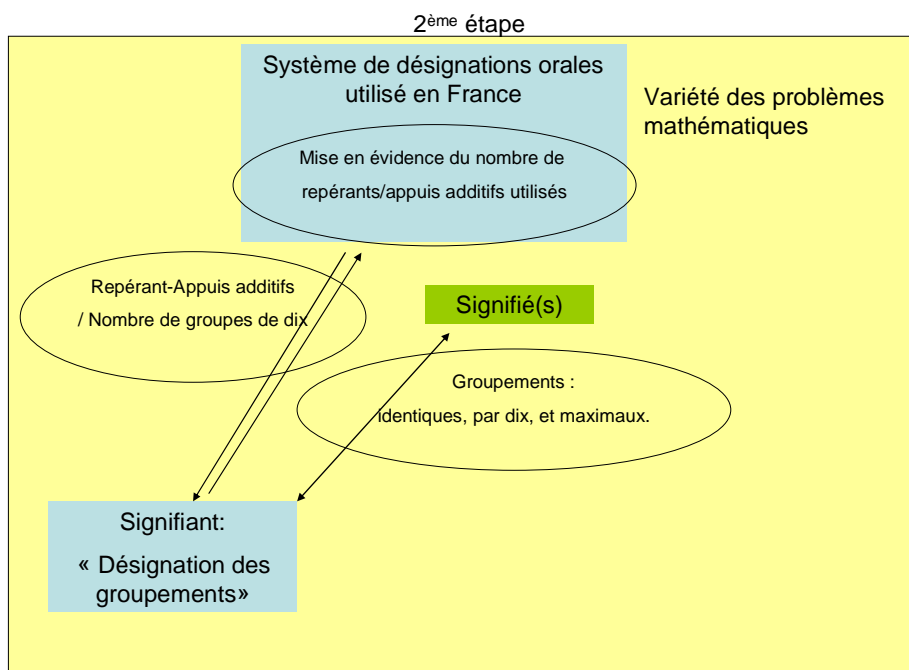 2ème étape
Système de désignations orales
utilisé en France
Variété des problèmes
mathématiques
Mise en évidence du nombre de
repérants/appuis additifs utilisés
Repérant-Appuis additifs
/ Nombre de groupes de dix
Signifié(s)
Groupements :
identiques, par dix, et maximaux.
Signifiant:
« Désignation des
groupements»